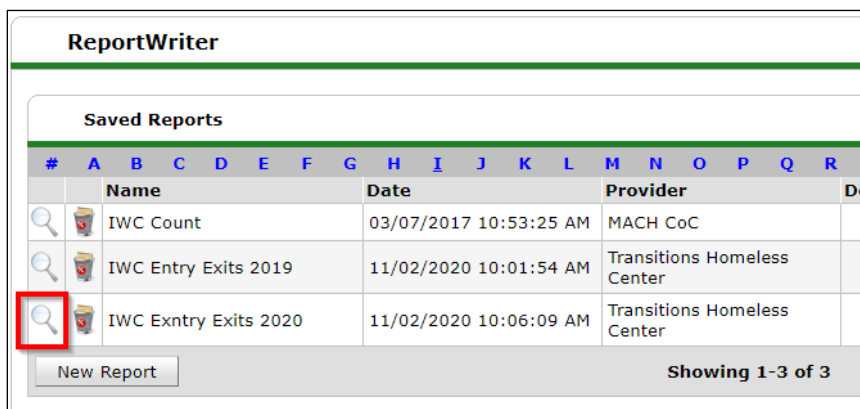 ReportWriter
Saved Reports
# A B C D E F G H I J K L M N O P Q R
Name Date Provider
IWC Count 03/07/2017 10:53:25 AM MACH CoC
IWC Entry Exits 2019 11/02/2020 10:01:54 AM Transitions Homeless
Center
IWC Exntry Exits 2020 11/02/2020 10:06:09 AM Transitions Homeless
Center
New Report Showing 1-3 of 3